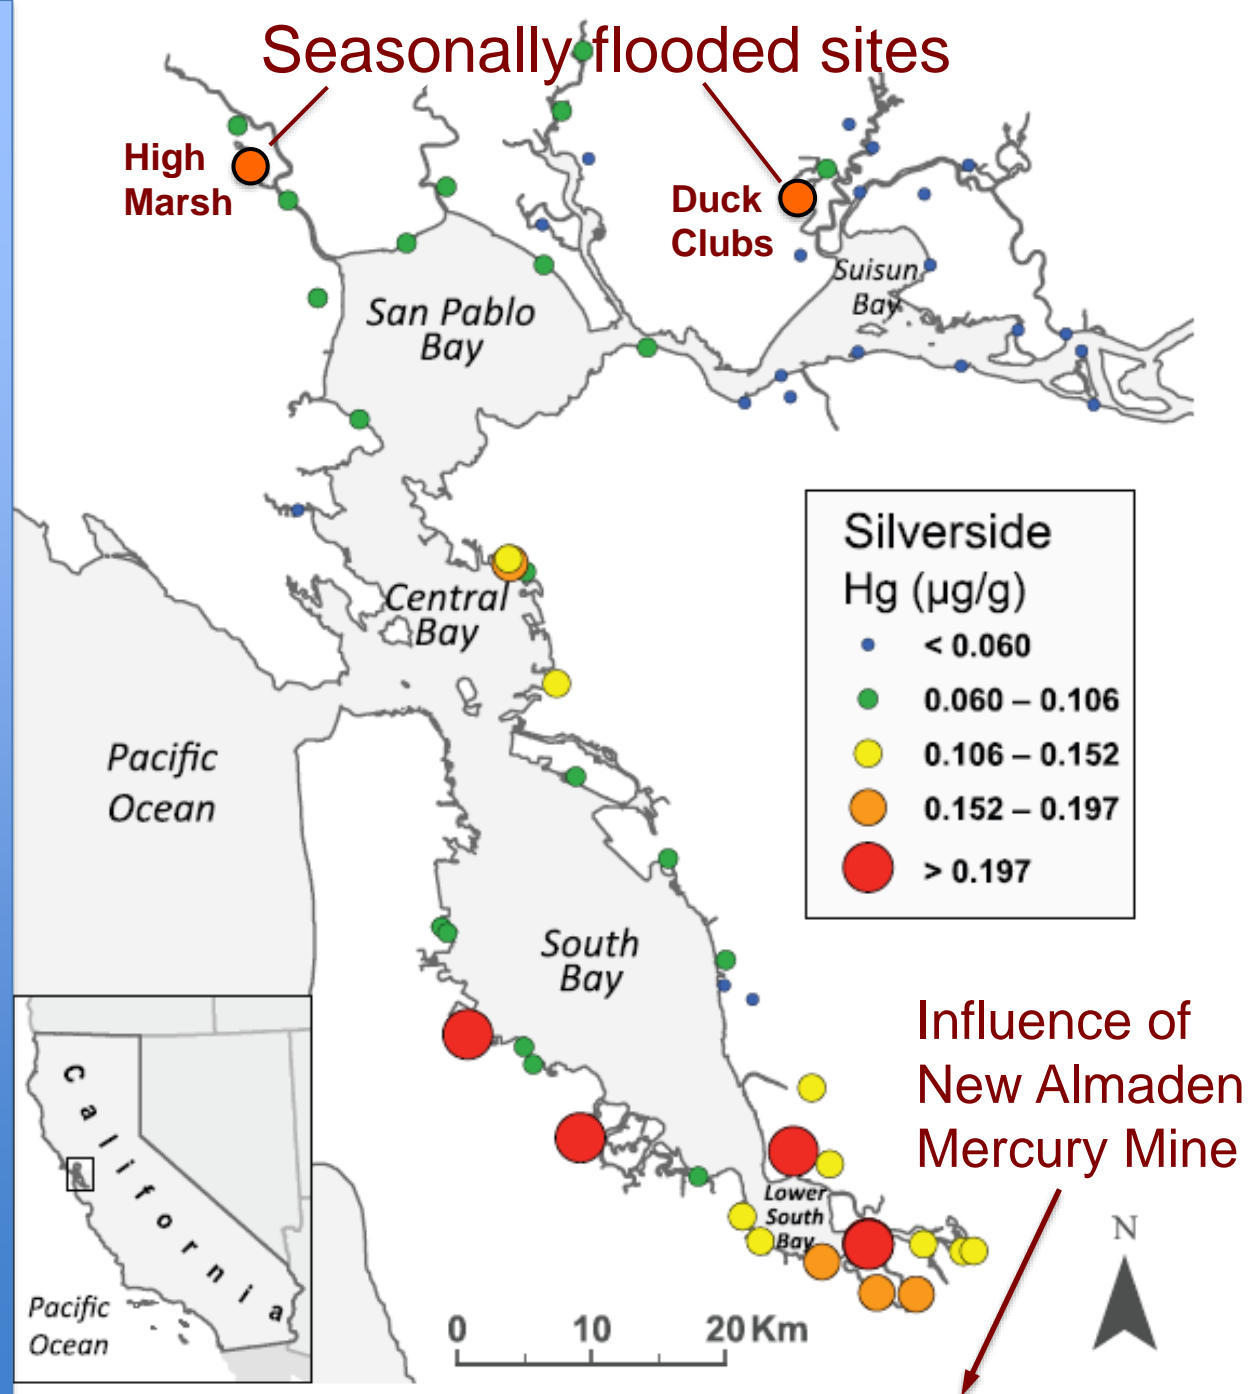 Seasonally flooded sites
High
Marsh
Duck
Clubs
Suisun
Bay
San Pablo
Bay
Silverside
Hg (µg/g)
< 0.060
0.060 – 0.106
0.106 – 0.152
0.152 – 0.197
> 0.197
Central
Bay
Pacific
Ocean
South
Bay
Influence of
New Almaden
Mercury Mine
Lower
South
Bay
California
Pacific
Ocean
0 10 20 Km
N